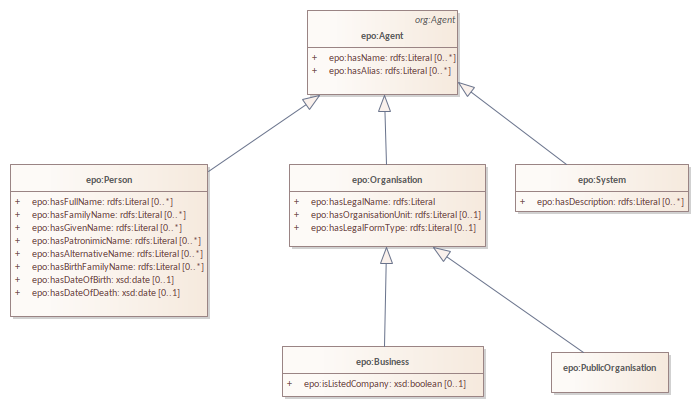 org:Agent
epo:Agent
+ epo:hasName: rdfs:Literal [0..*]
+ epo:hasAlias: rdfs:Literal [0..*]
epo:Person
+ epo:hasFullName: rdfs:Literal [0..*]
+ epo:hasFamilyName: rdfs:Literal [0..*]
+ epo:hasGivenName: rdfs:Literal [0..*]
+ epo:hasPatronimicName: rdfs:Literal [0..*]
+ epo:hasAlternativeName: rdfs:Literal [0..*]
+ epo:hasBirthFamilyName: rdfs:Literal [0..*]
+ epo:hasDateOfBirth: xsd:date [0..1]
+ epo:hasDateOfDeath: xsd:date [0..1]
epo:Organisation
+ epo:hasLegalName: rdfs:Literal
+ epo:hasOrganisationUnit: rdfs:Literal [0..1]
+ epo:hasLegalFormType: rdfs:Literal [0..1]
epo:System
+ epo:hasDescription: rdfs:Literal [0..*]
epo:Business
+ epo:isListedCompany: xsd:boolean [0..1]
epo:PublicOrganisation